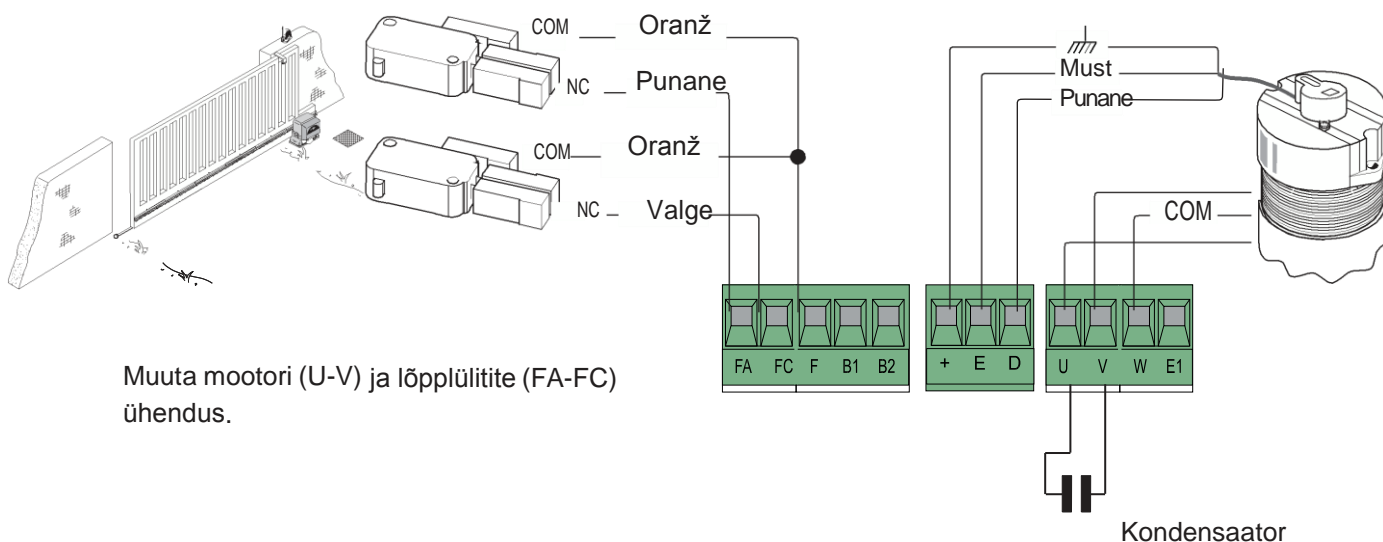 COM Oranž
NC Punane
COM Oranž
NC Valge
Must
Punane
COM
FA FC F B1 B2
+ E D
U V W E1
Muuta mootori (U-V) ja lõpplülitite (FA-FC)
ühendus.
Kondensaator